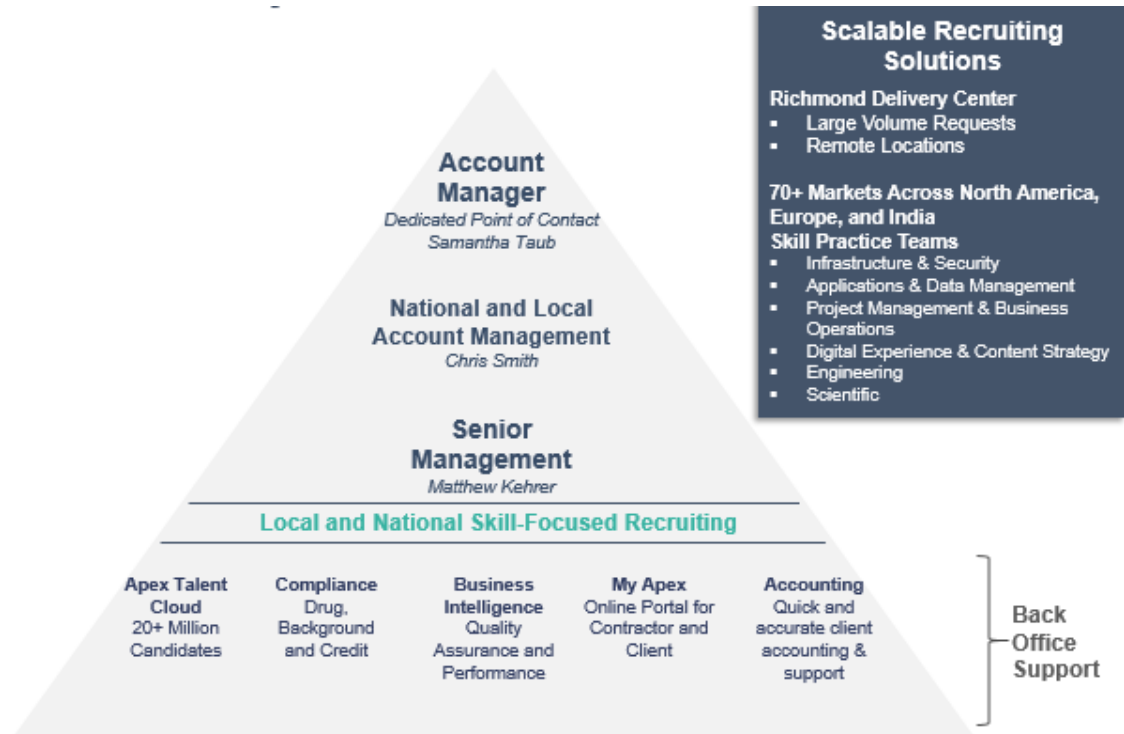 Account
Manager
Dedicated Point of Contact
Samantha Taub
National and Local
Account Management
Chris Smith
Senior
Management
Matthew Kehrer
Local and National Skill-Focused Recruiting
Apex Talent
Cloud
20+ Million
Candidates
Compliance
Drug,
Background
and Credit
Business
Intelligence
Quality
Assurance and
Performance
My Apex
Online Portal for
Contractor and
Client
Accounting
Quick and
accurate client
accounting &
support
Back
Office
Support
Scalable Recruiting
Solutions
Richmond Delivery Center
▪ Large Volume Requests
▪ Remote Locations
70+ Markets Across North America,
Europe, and India
Skill Practice Teams
▪ Infrastructure & Security
▪ Applications & Data Management
▪ Project Management & Business
Operations
▪ Digital Experience & Content Strategy
▪ Engineering
▪ Scientific